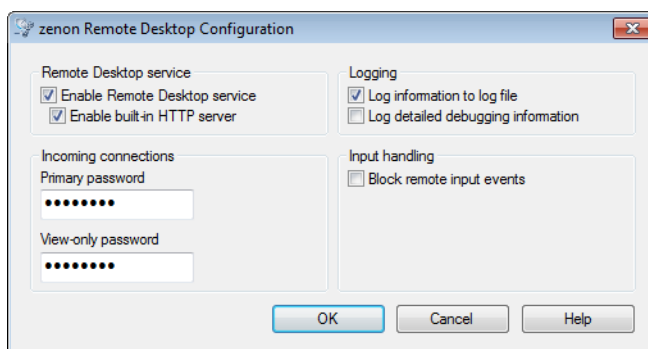 zenon Remote Desktop Configuration
Remote Desktop service
Enable Remote Desktop service
Enable built-in HTTP server
Logging
Log information to log file
Log detailed debugging information
Incoming connections
Primary password
••••••••
View-only password
••••••••
Input handling
Block remote input events
OK Cancel Help